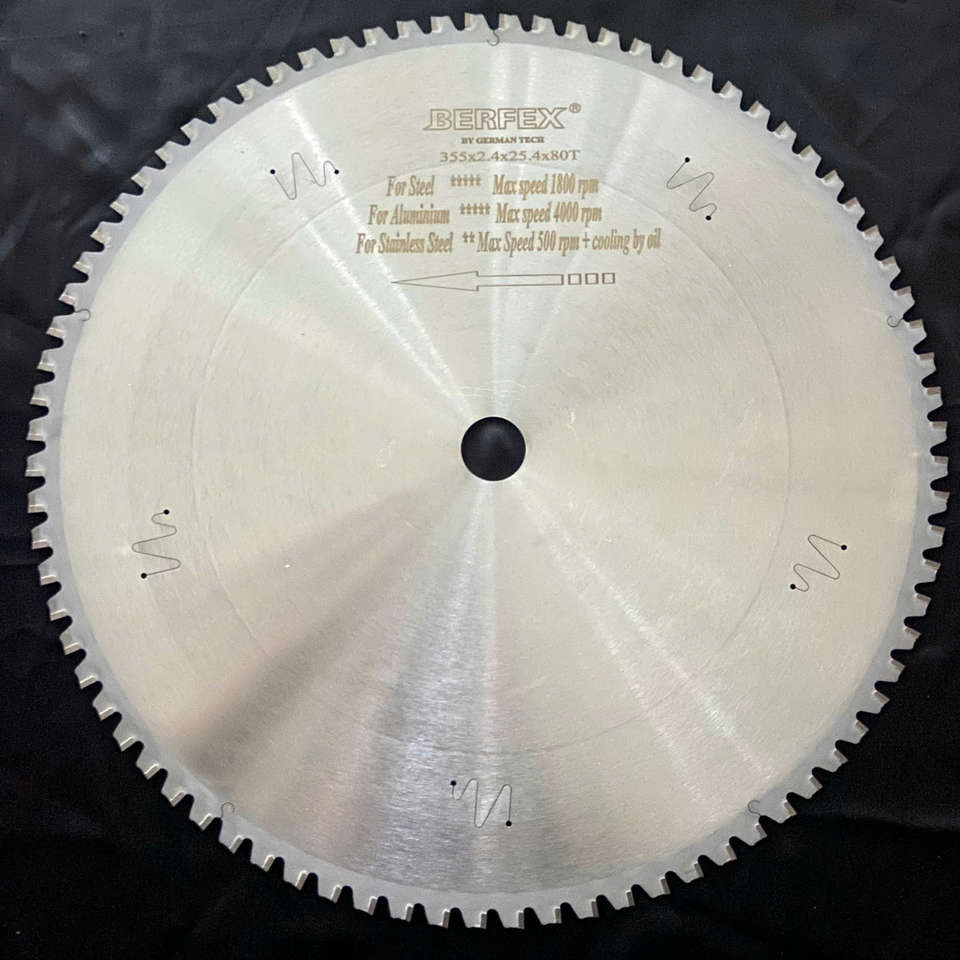 BERFEX®
BY GERMAN TECH
355x2.4x25.4x80T
For Steel ***** Max speed 1800 rpm
For Aluminium ***** Max speed 4000 rpm
For Stainless Steel ** Max Speed 500 rpm + cooling by oil